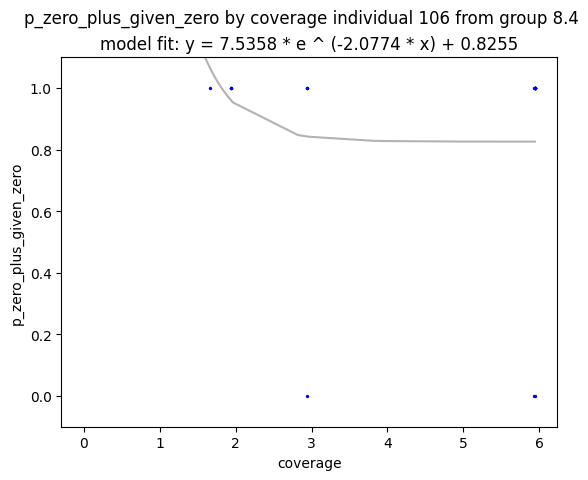 p_zero_plus_given_zero by coverage individual 106 from group 8.4
model fit: y = 7.5358 * e ^ (-2.0774 * x) + 0.8255
1.0
0.8
0.6
0.4
0.2
0.0
p_zero_plus_given_zero
0 1 2 3 4 5 6
coverage